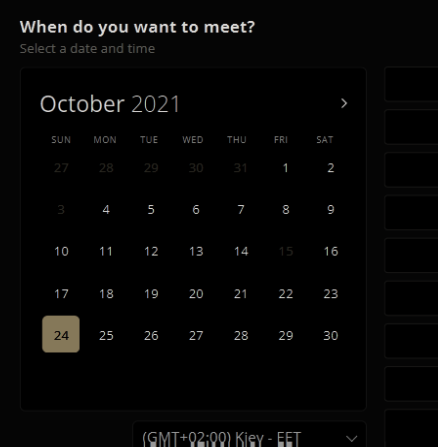 When do you want to meet?
Select a date and time
October 2021
SUN MON TUE WED THU FRI SAT
27 28 29 30 31 1 2
3 4 5 6 7 8 9
10 11 12 13 14 15 16
17 18 19 20 21 22 23
24 25 26 27 28 29 30
(GMT+02:00) Kiev - EET